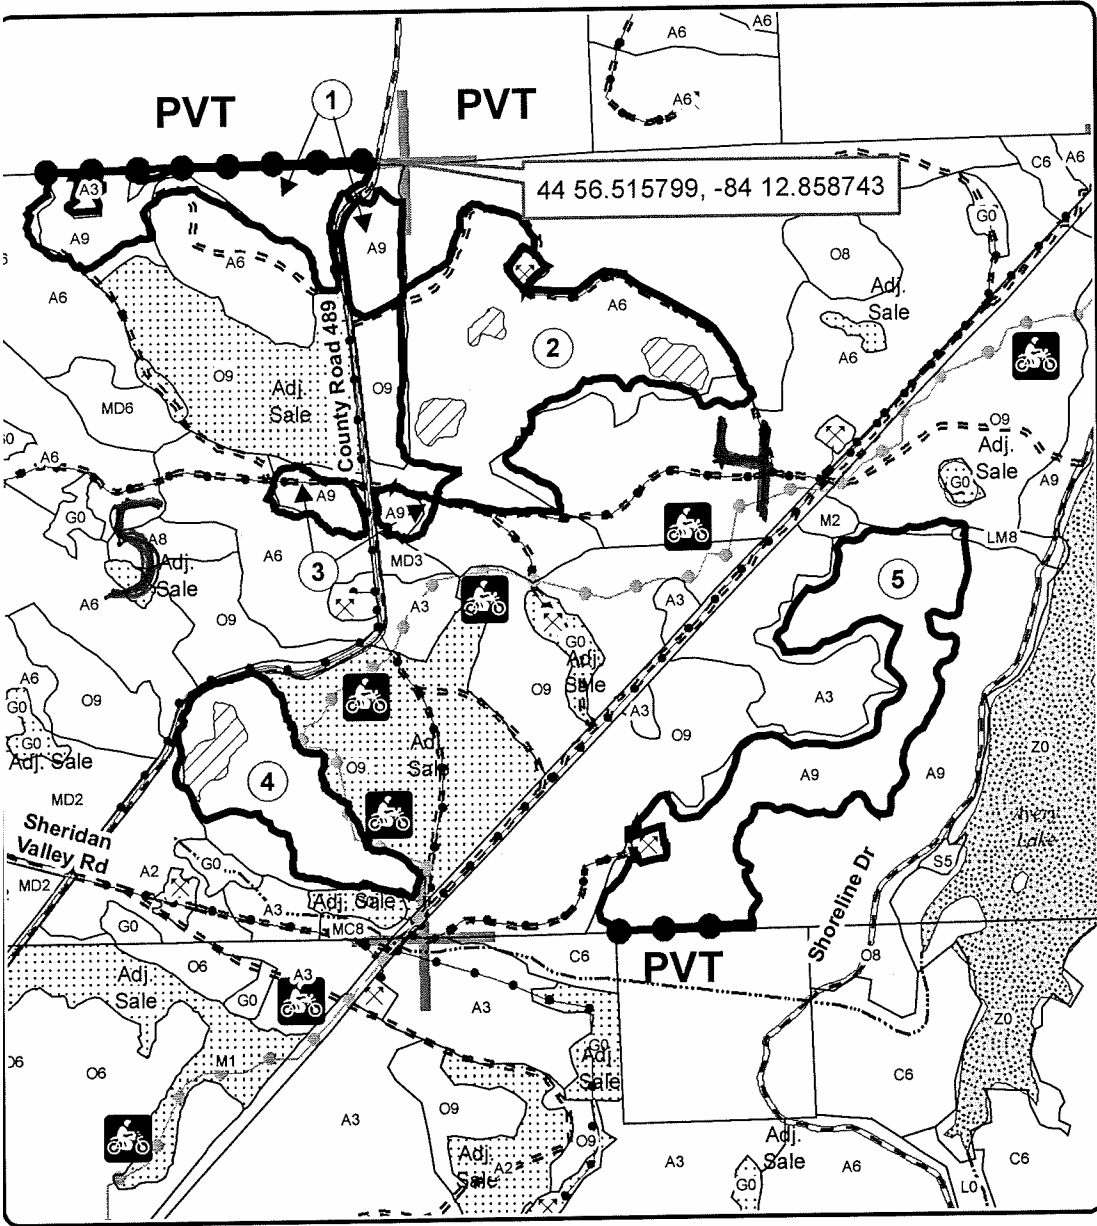 A6
A6
PVT
1
PVT
A6
C6
A6
A3
44 56.515799, -84 12.858743
G0
A9
A6
A9
O8
A6
County Road 489
A6
Adj.
Sale
2
A6
O9
Adj.
Sale
O9
MD6
O9
Adj.
Sale
A6
A9
G0
A9
G0
A9
M2
5
A8
LM8
Adj.
Sale
A6
3
MD3
5
A6
A3
A3
O9
G0
Adj.
Sale
A6
O9
O9
A3
A3
G0
O9
G0
Adj. Sale
Adj.
Sale
O9
4
A9
A9
Z0
MD2
Sheridan
Valley Rd
Lake
G0
S5
MD2
A2
Adj. Sale
A3
MC8
Shoreline Dr
G0
PVT
C6
O8
O6
A3
Adj.
Sale
G0
A3
Z0
G0
Adj.
Sale
M1
O6
C6
O9
A3
O9
Adj.
Sale
A2
A3
Adj.
Sale
A6
C6
G0
L0